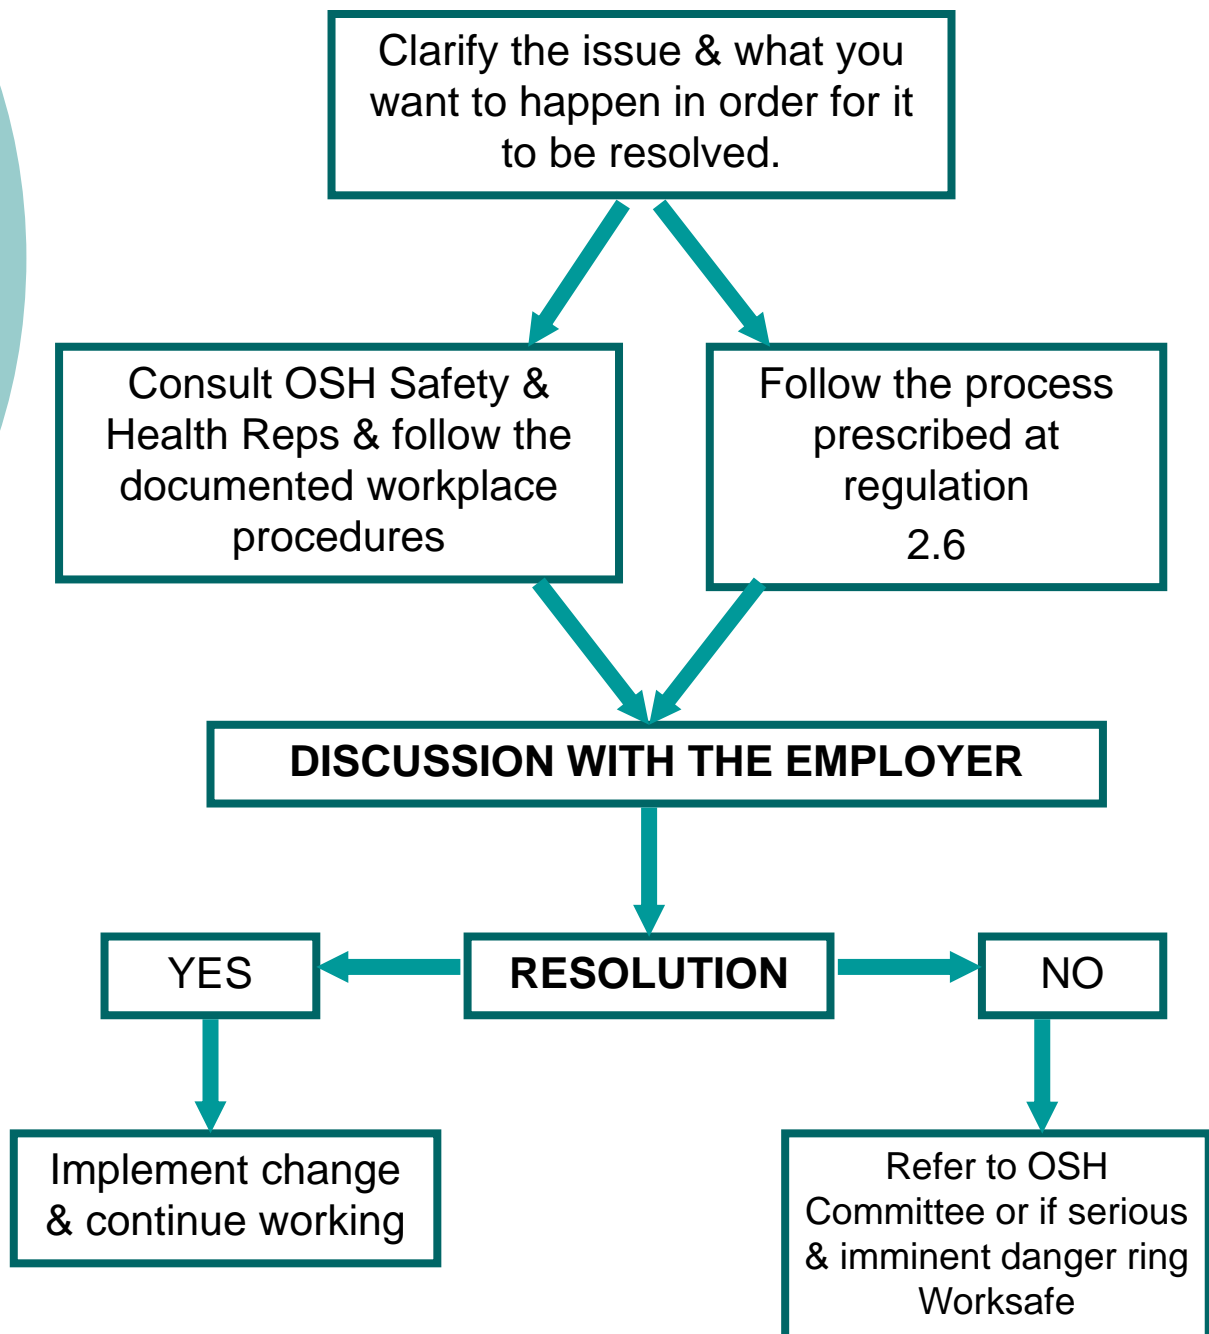 Clarify the issue & what you
want to happen in order for it
to be resolved.
Consult OSH Safety &
Health Reps & follow the
documented workplace
procedures
Follow the process
prescribed at
regulation
2.6
DISCUSSION WITH THE EMPLOYER
YES
RESOLUTION
NO
Implement change
& continue working
Refer to OSH
Committee or if serious
& imminent danger ring
Worksafe